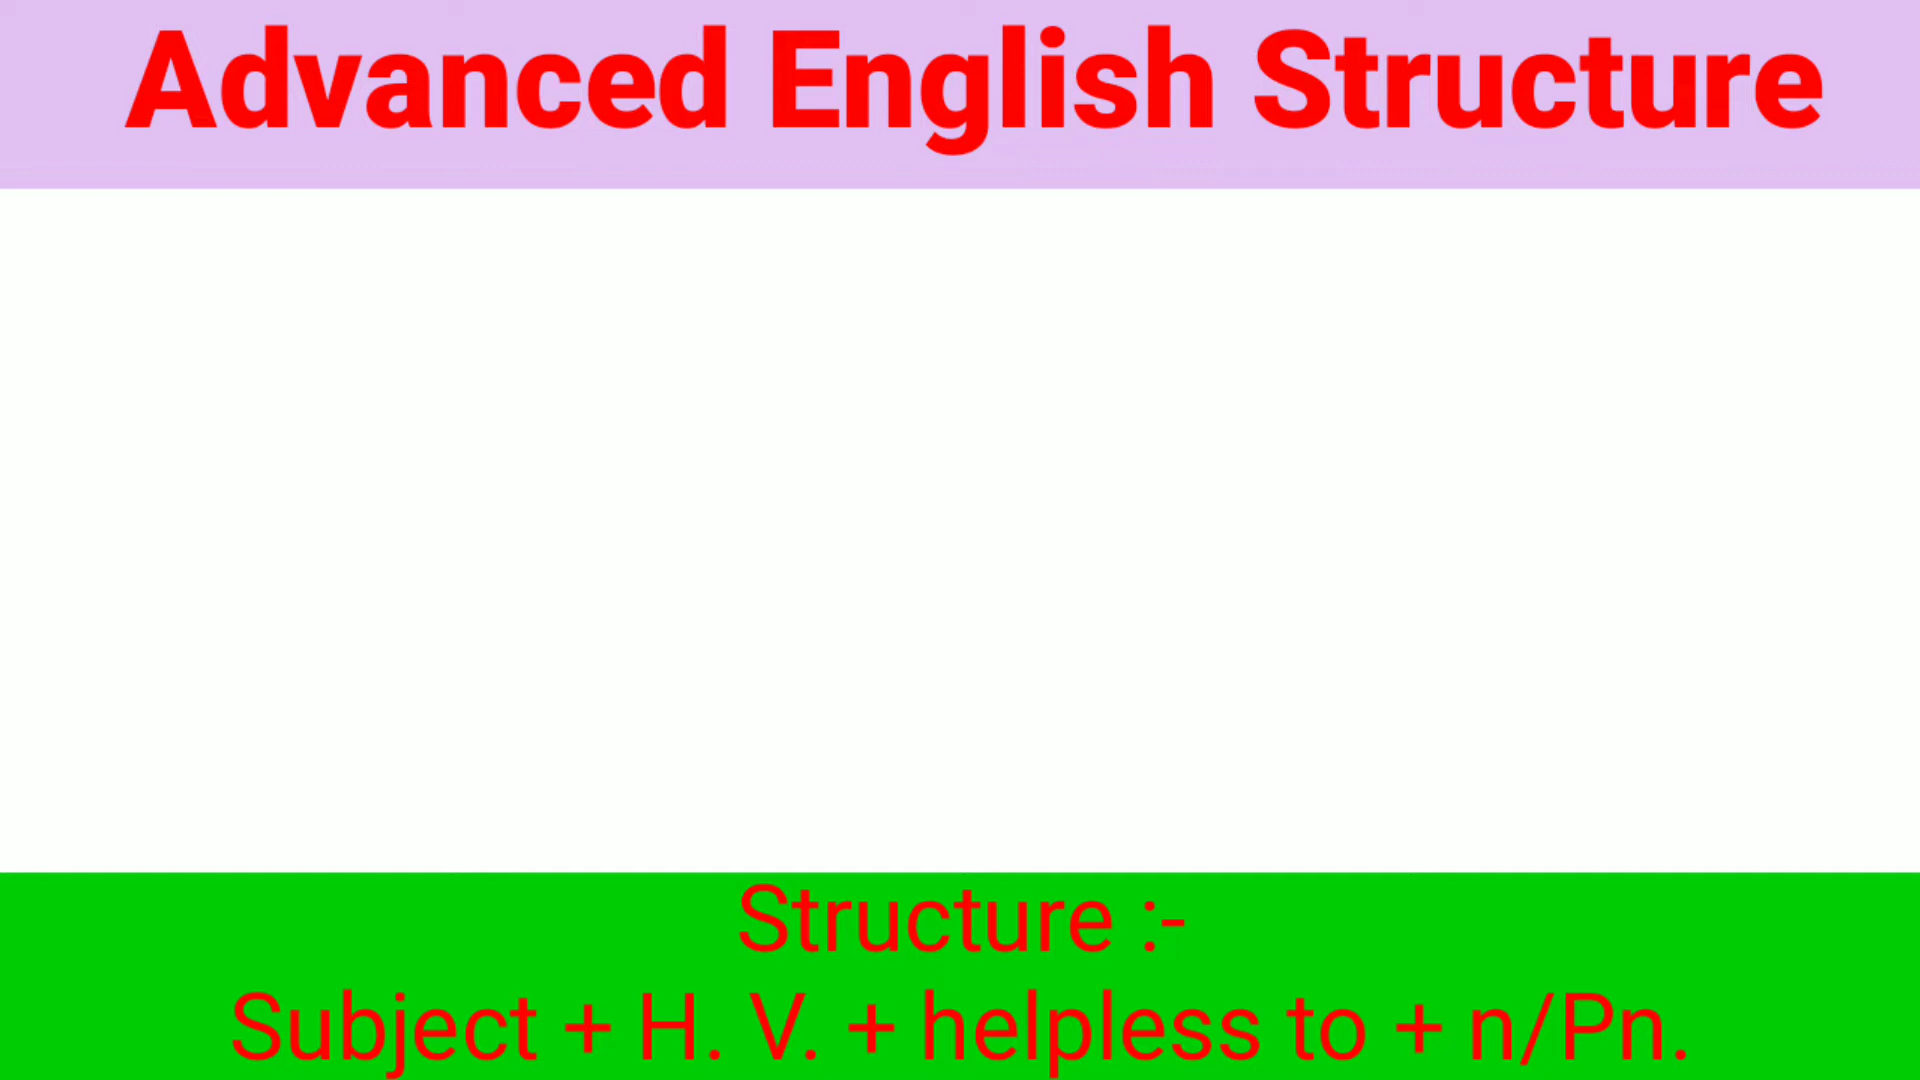 Advanced English Structure
Structure :-
Subject + H. V. + helpless to + n/Pn.